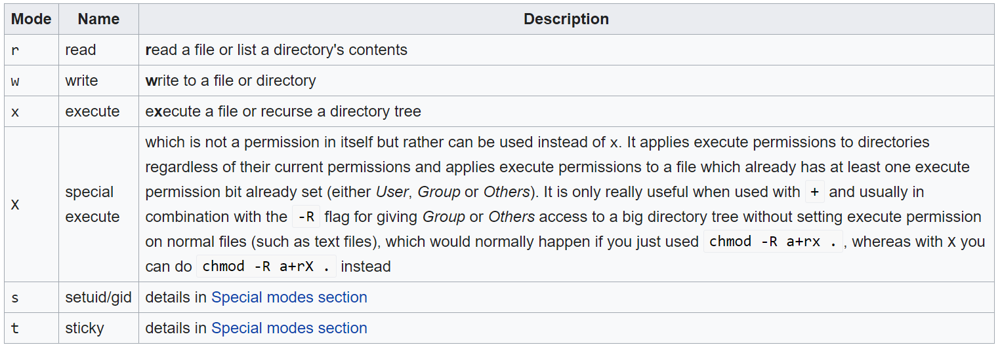 Mode Name Description
r read read a file or list a directory's contents
w write write to a file or directory
x execute execute a file or recurse a directory tree
which is not a permission in itself but rather can be used instead of x. It applies execute permissions to directories
regardless of their current permissions and applies execute permissions to a file which already has at least one execute
X special execute permission bit already set (either User, Group or Others). It is only really useful when used with + and usually in
combination with the -R flag for giving Group or Others access to a big directory tree without setting execute permission
on normal files (such as text files), which would normally happen if you just used chmod -R a+rx . , whereas with X you
can do chmod -R a+rX . instead
s setuid/gid details in Special modes section
t sticky details in Special modes section